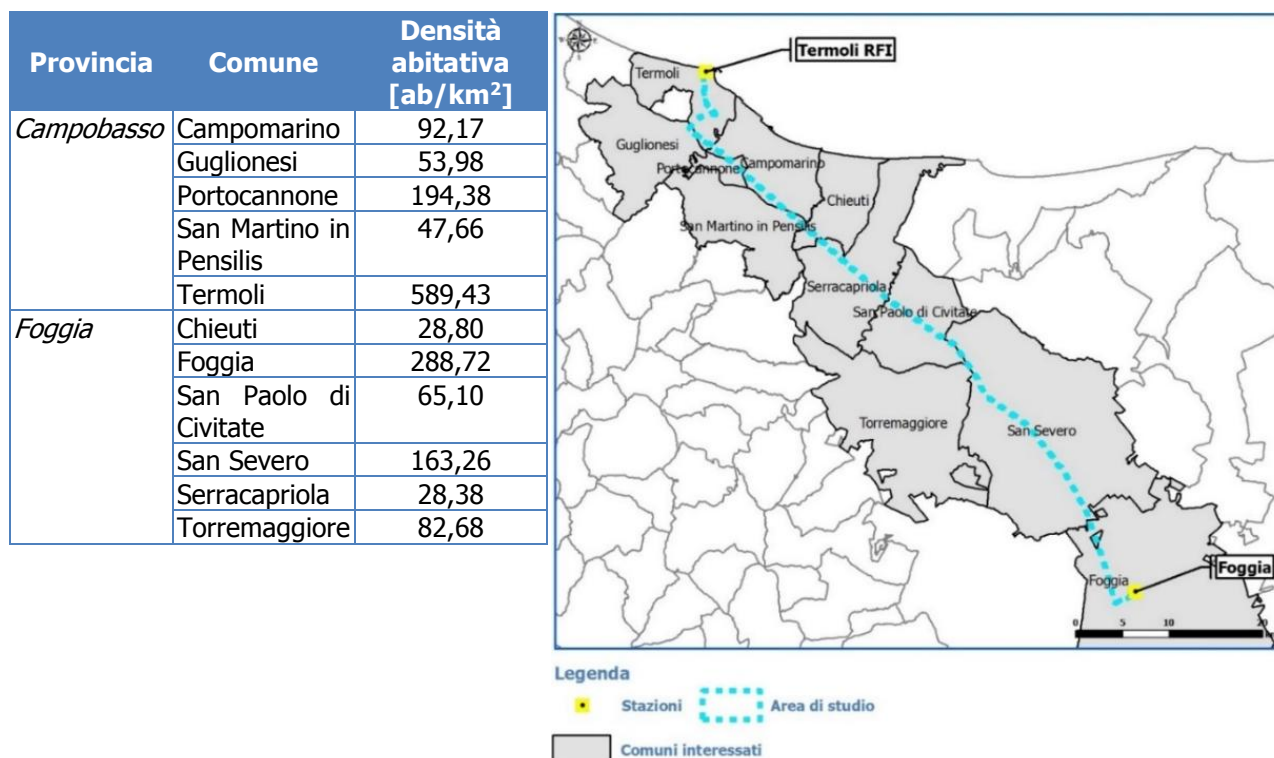 Provincia Comune Densità abitativa [ab/km²]
Campobasso Campomarino 92,17
Guglionesi 53,98
Portocannone 194,38
San Martino in Pensilis 47,66
Termoli 589,43
Foggia Chieuti 28,80
Foggia 288,72
San Paolo di Civitate 65,10
San Severo 163,26
Serracapriola 28,38
Torremaggiore 82,68
Termoli RFI
Termoli
Guglionesi
Portocannone
Campomarino
Chieuti
San Martino in Pensilis
Serracapriola
San Paolo di Civitate
Torremaggiore
San Severo
Foggia
Foggia
0 5 10 20
Legenda
Stazioni
Area di studio
Comuni interessati